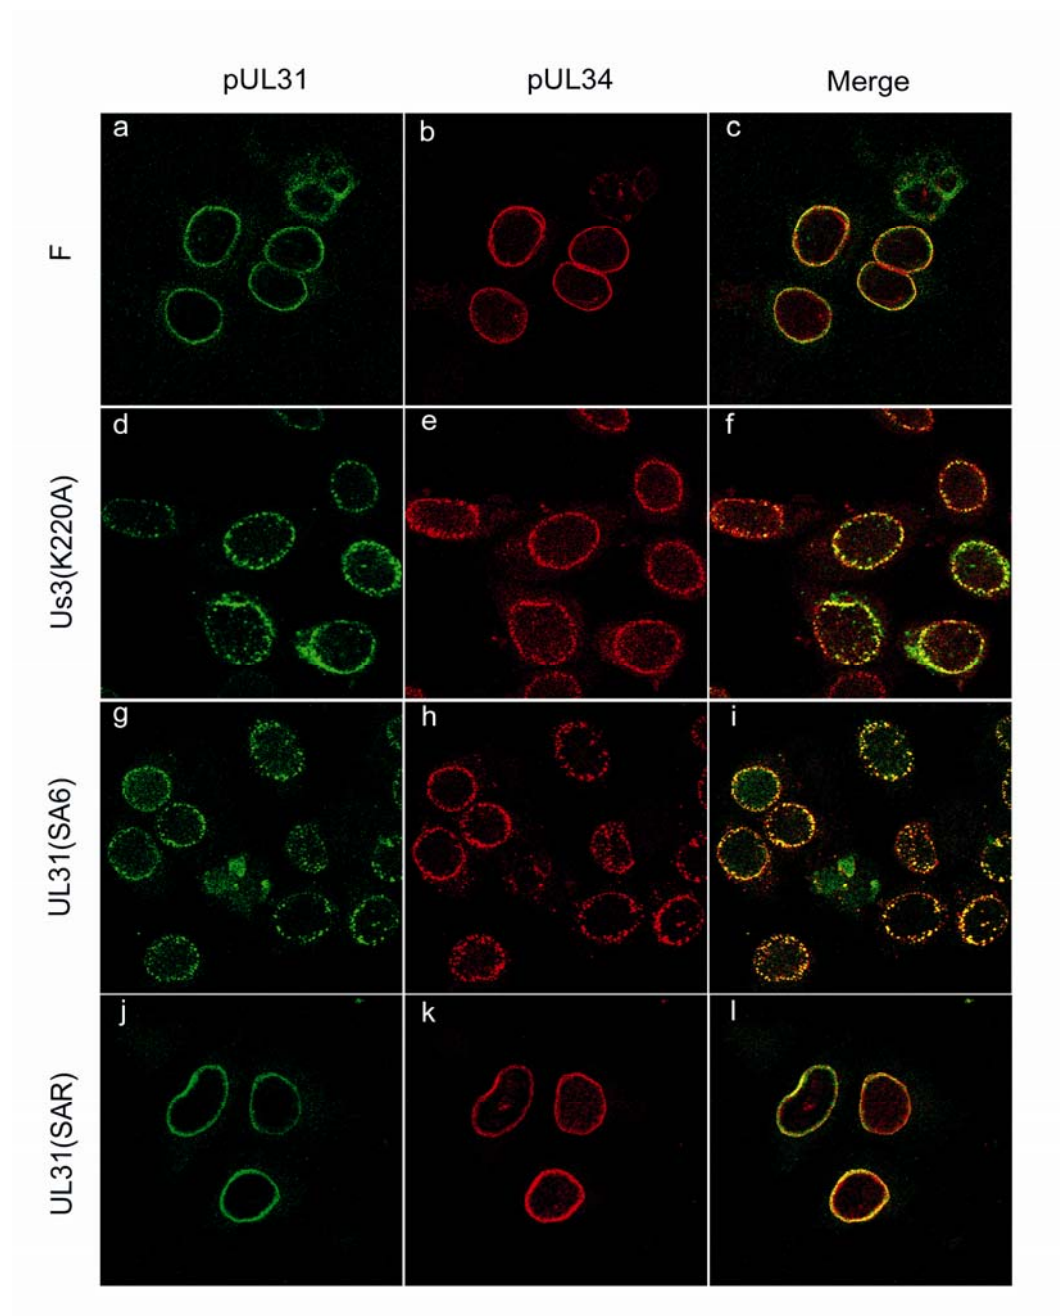 pUL31 pUL34 Merge
F
a b c
Us3(K220A)
d e f
UL31(SA6)
g h i
UL31(SAR)
j k l